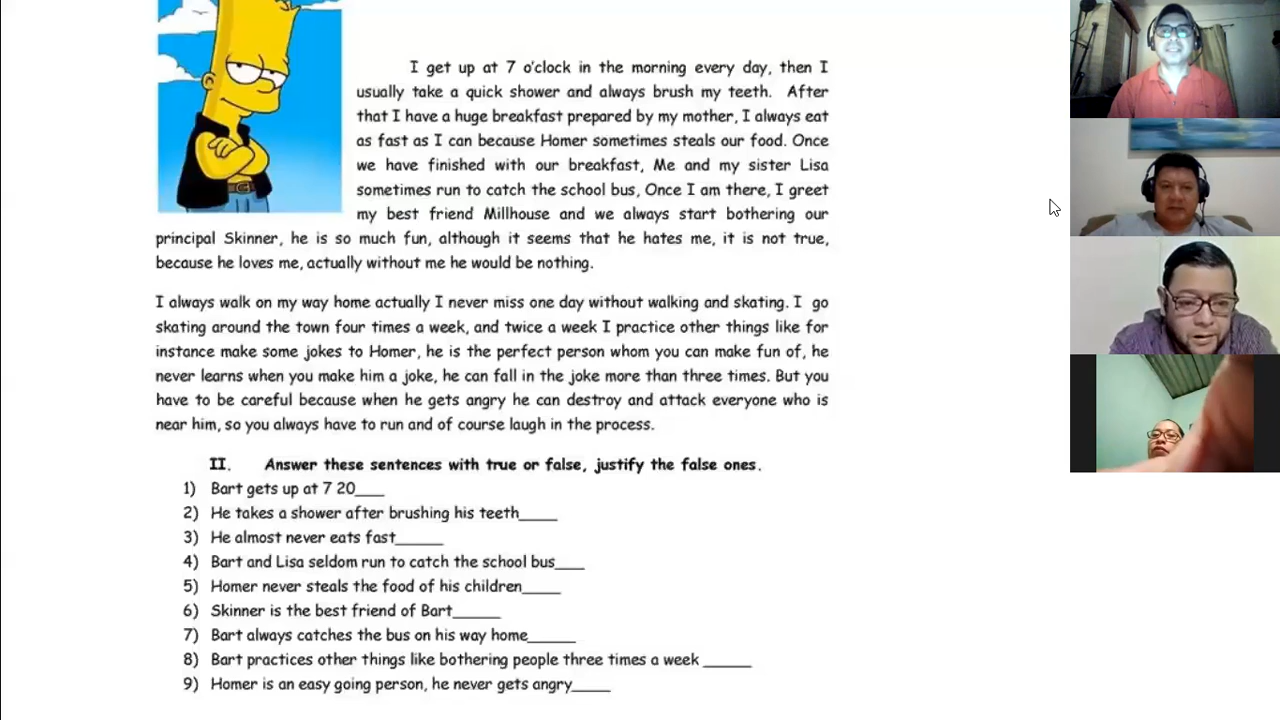 I get up at 7 o'clock in the morning every day, then I
usually take a quick shower and always brush my teeth. After
that I have a huge breakfast prepared by my mother, I always eat
as fast as I can because Homer sometimes steals our food. Once
we have finished with our breakfast, Me and my sister Lisa
sometimes run to catch the school bus, Once I am there, I greet
my best friend Millhouse and we always start bothering our
principal Skinner, he is so much fun, although it seems that he hates me, it is not true,
because he loves me, actually without me he would be nothing.
I always walk on my way home actually I never miss one day without walking and skating. I go
skating around the town four times a week, and twice a week I practice other things like for
instance make some jokes to Homer, he is the perfect person whom you can make fun of, he
never learns when you make him a joke, he can fall in the joke more than three times. But you
have to be careful because when he gets angry he can destroy and attack everyone who is
near him, so you always have to run and of course laugh in the process.
II. Answer these sentences with true or false, justify the false ones.
1) Bart gets up at 7 20___
2) He takes a shower after brushing his teeth____
3) He almost never eats fast_____
4) Bart and Lisa seldom run to catch the school bus___
5) Homer never steals the food of his children____
6) Skinner is the best friend of Bart_____
7) Bart always catches the bus on his way home_____
8) Bart practices other things like bothering people three times a week _____
9) Homer is an easy going person, he never gets angry____